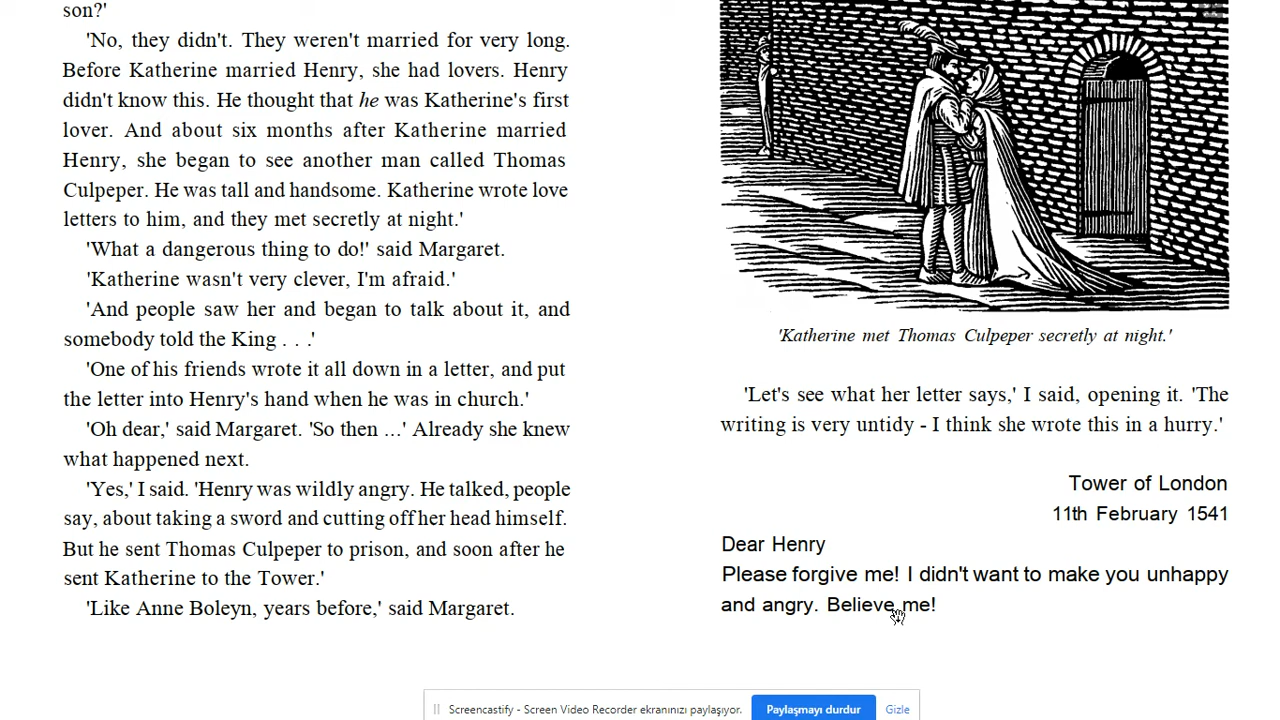 son?'
'No, they didn't. They weren't married for very long.
Before Katherine married Henry, she had lovers. Henry
didn't know this. He thought that he was Katherine's first
lover. And about six months after Katherine married
Henry, she began to see another man called Thomas
Culpeper. He was tall and handsome. Katherine wrote love
letters to him, and they met secretly at night.'
'What a dangerous thing to do!' said Margaret.
'Katherine wasn't very clever, I'm afraid.'
'And people saw her and began to talk about it, and
somebody told the King . . .'
'One of his friends wrote it all down in a letter, and put
the letter into Henry's hand when he was in church.'
'Oh dear,' said Margaret. 'So then ...' Already she knew
what happened next.
'Yes,' I said. 'Henry was wildly angry. He talked, people
say, about taking a sword and cutting off her head himself.
But he sent Thomas Culpeper to prison, and soon after he
sent Katherine to the Tower.'
'Like Anne Boleyn, years before,' said Margaret.
'Katherine met Thomas Culpeper secretly at night.'
'Let's see what her letter says,' I said, opening it. 'The
writing is very untidy - I think she wrote this in a hurry.'
Tower of London
11th February 1541
Dear Henry
Please forgive me! I didn't want to make you unhappy
and angry. Believe me!
Screencastify - Screen Video Recorder ekranınızı paylaşıyor.
Paylaşmayı durdur
Gizle